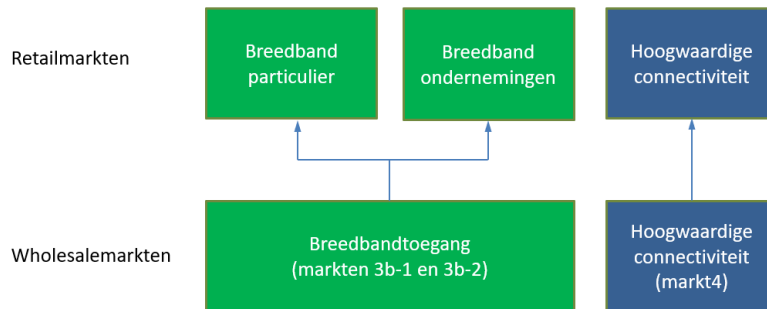 Retailmarkten
Breedband
particulier
Breedband
ondernemingen
Hoogwaardige
connectiviteit
Wholesalemarkten
Breedbandtoegang
(markten 3b-1 en 3b-2)
Hoogwaardige
connectiviteit
(markt4)